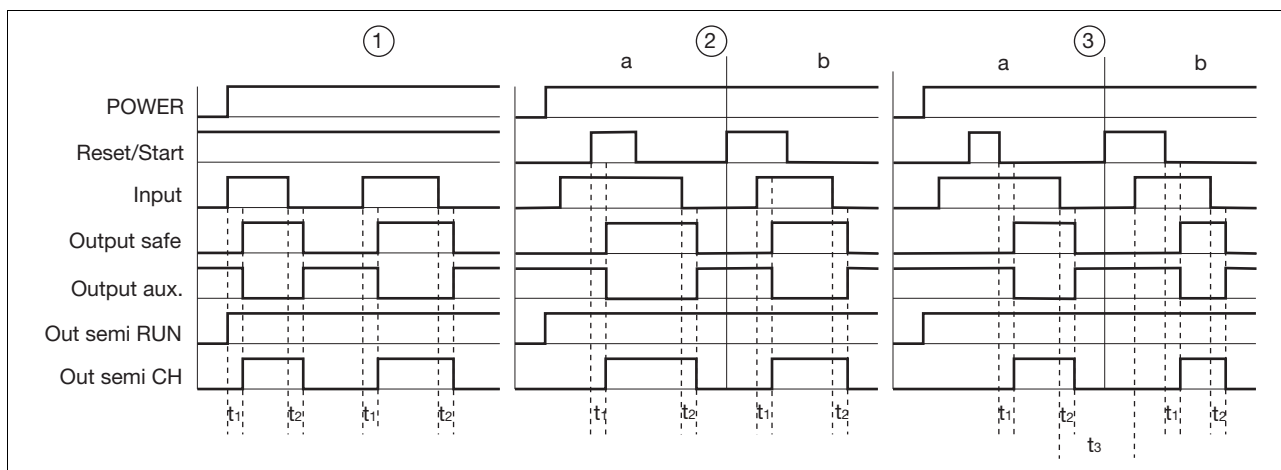 ① ② ③
a b a b
POWER
Reset/Start
Input
Output safe
Output aux.
Out semi RUN
Out semi CH
t1 t2 t1 t2 t1 t2 t1 t2 t1 t2 t1 t2
t3